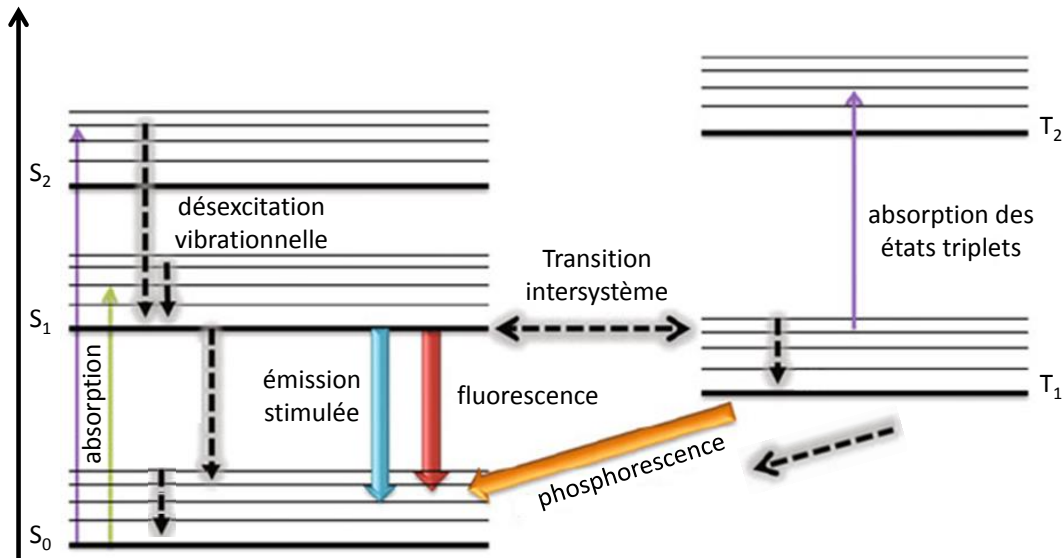 S2
désexcitation
vibrationnelle
S1
absorption
émission
stimulée
fluorescence
S0
Transition
intersystème
phosphorescence
T2
absorption des
états triplets
T1